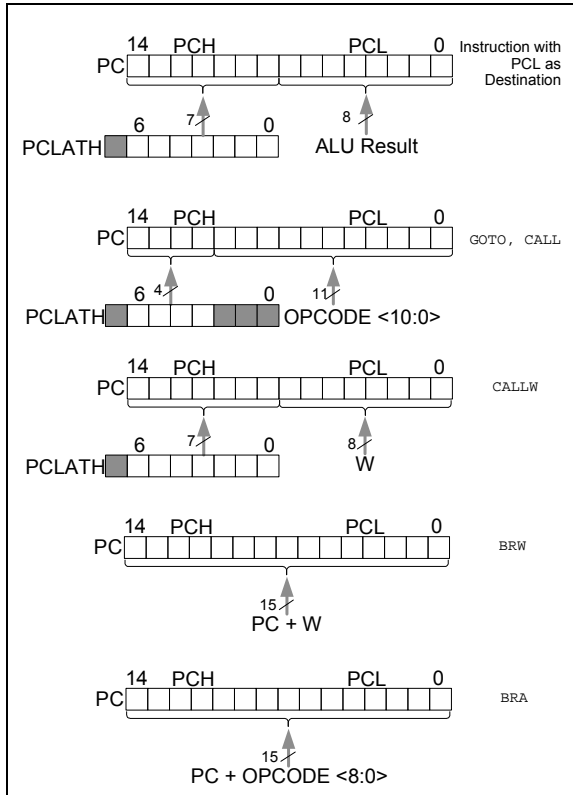 14 PCH PCL 0
PC
Instruction with
PCL as
Destination
7 8
6 0
PCLATH
ALU Result
14 PCH PCL 0
PC
GOTO, CALL
4 11
6 0
PCLATH
OPCODE <10:0>
14 PCH PCL 0
PC
CALLW
7 8
6 0
PCLATH
W
14 PCH PCL 0
PC
BRW
15
PC + W
14 PCH PCL 0
PC
BRA
15
PC + OPCODE <8:0>